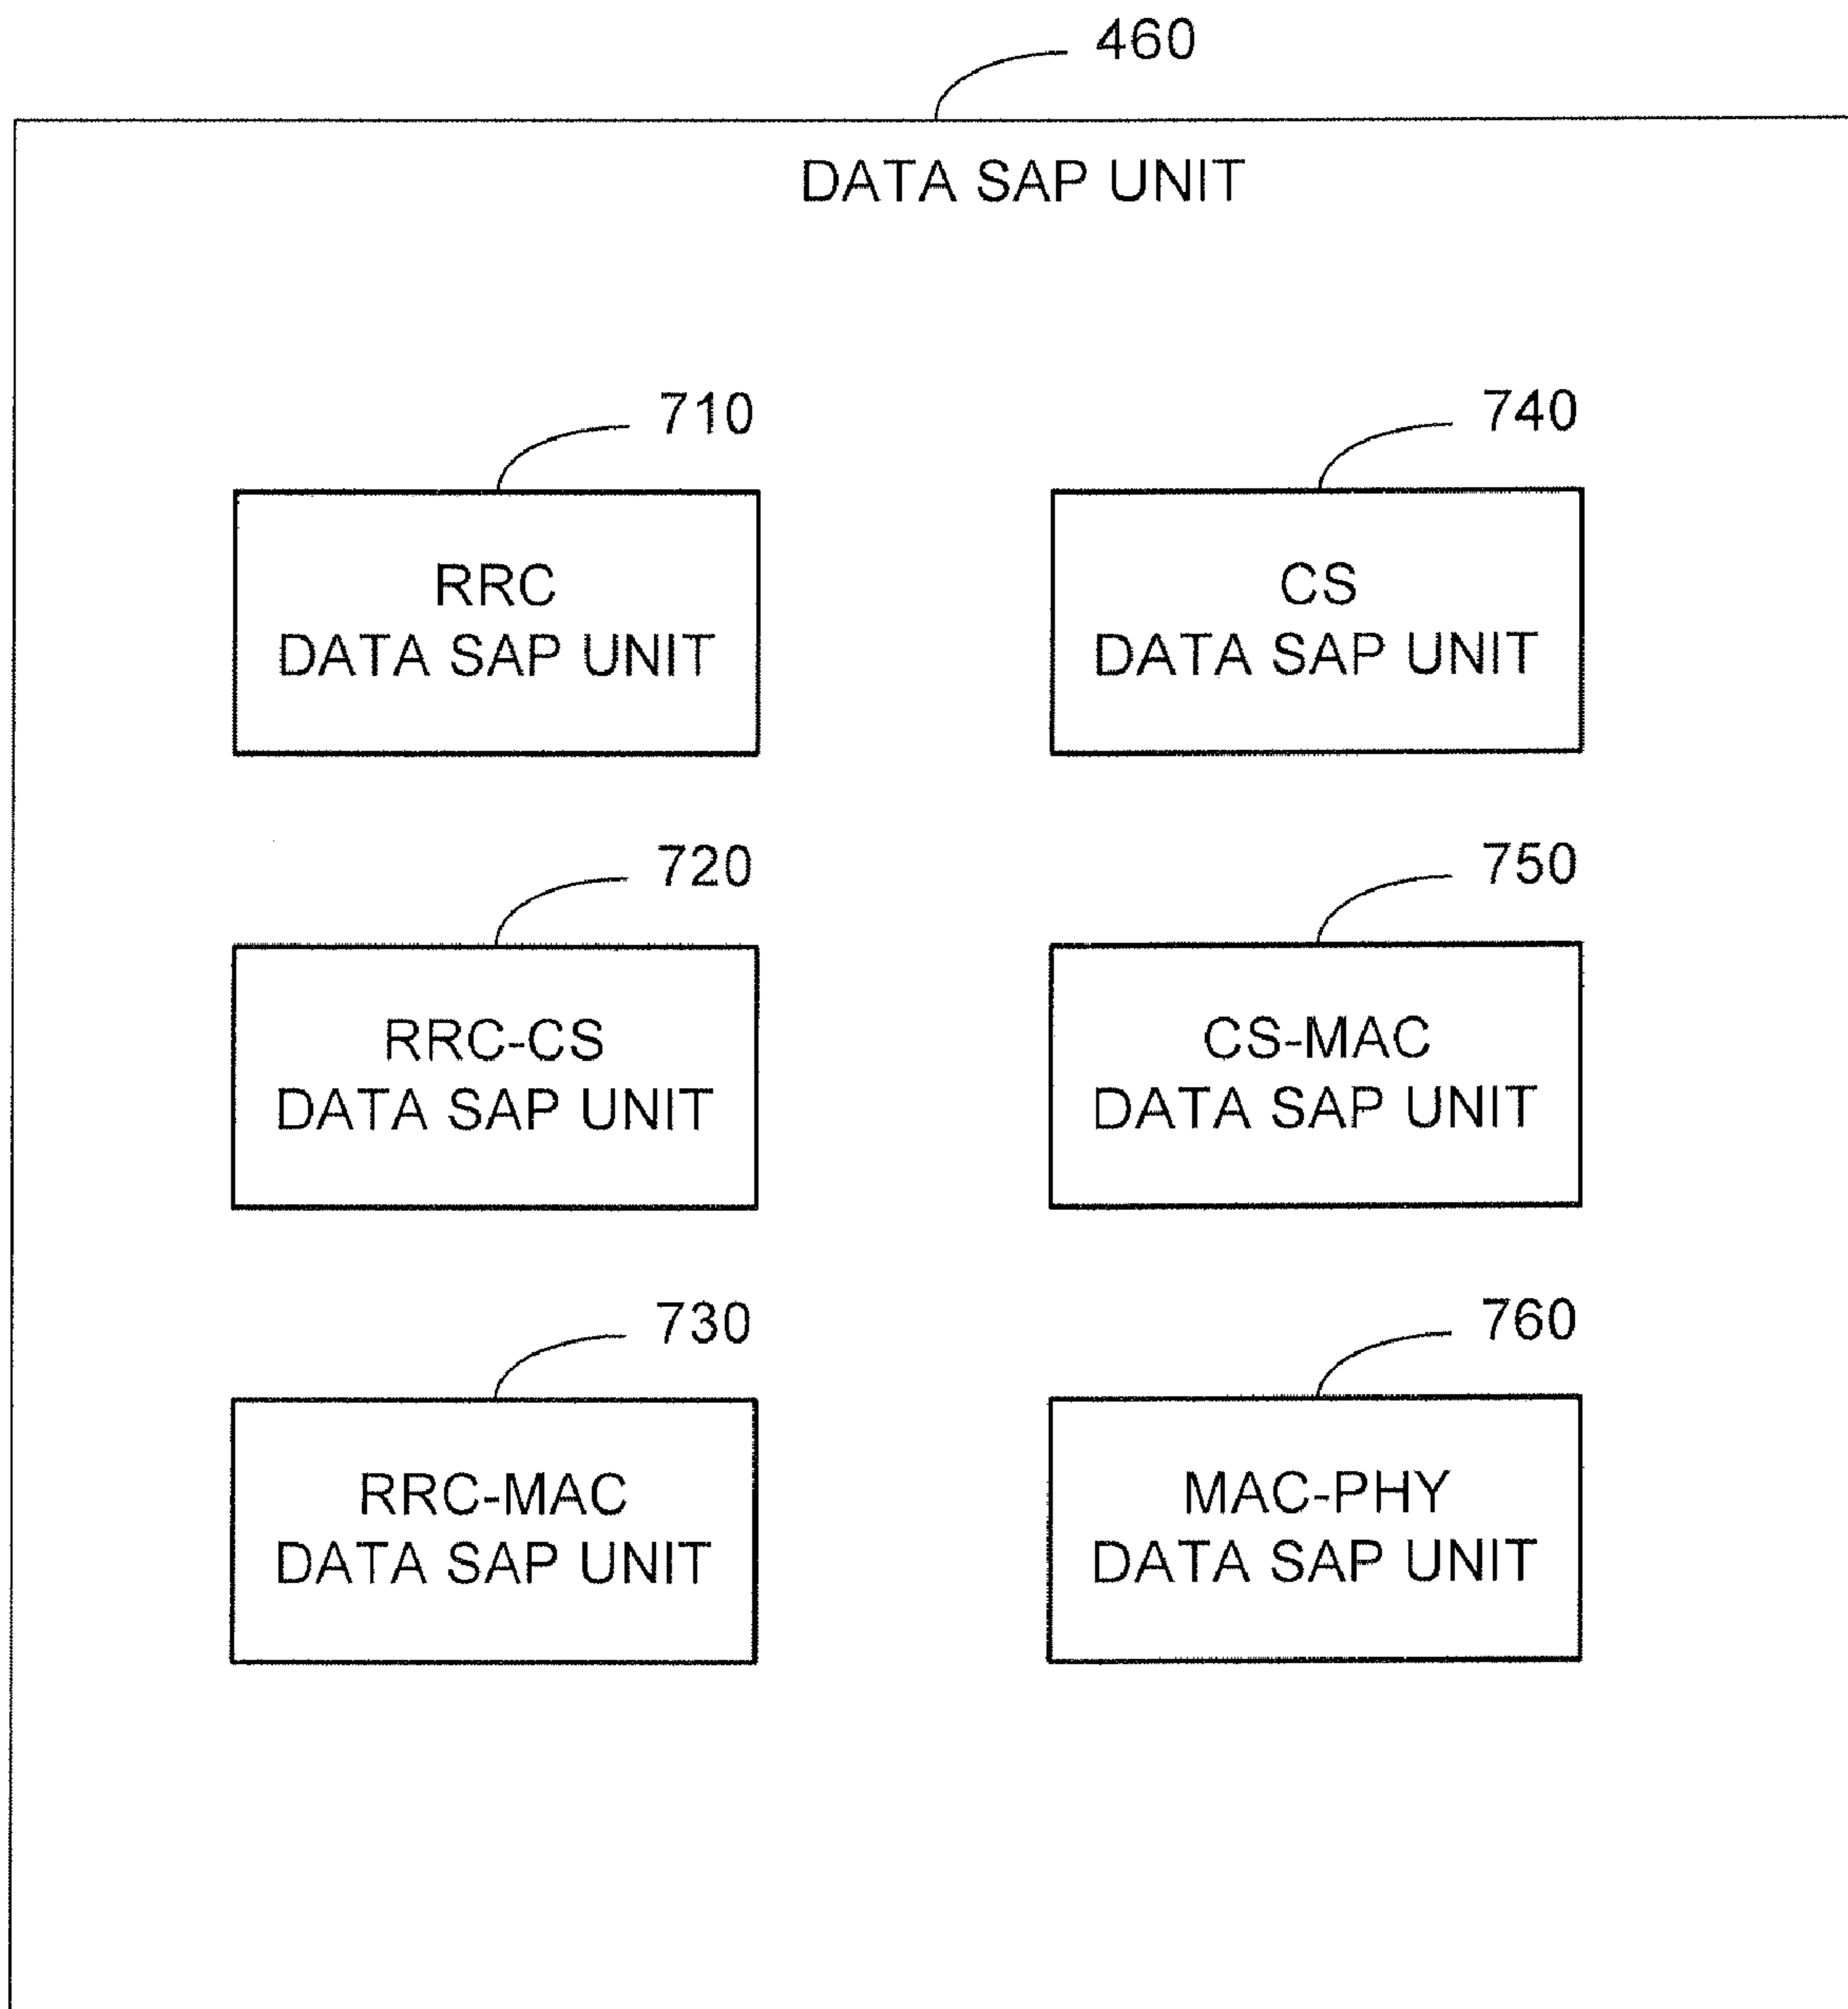 460
DATA SAP UNIT
710
RRC
DATA SAP UNIT
740
CS
DATA SAP UNIT
720
RRC-CS
DATA SAP UNIT
750
CS-MAC
DATA SAP UNIT
730
RRC-MAC
DATA SAP UNIT
760
MAC-PHY
DATA SAP UNIT